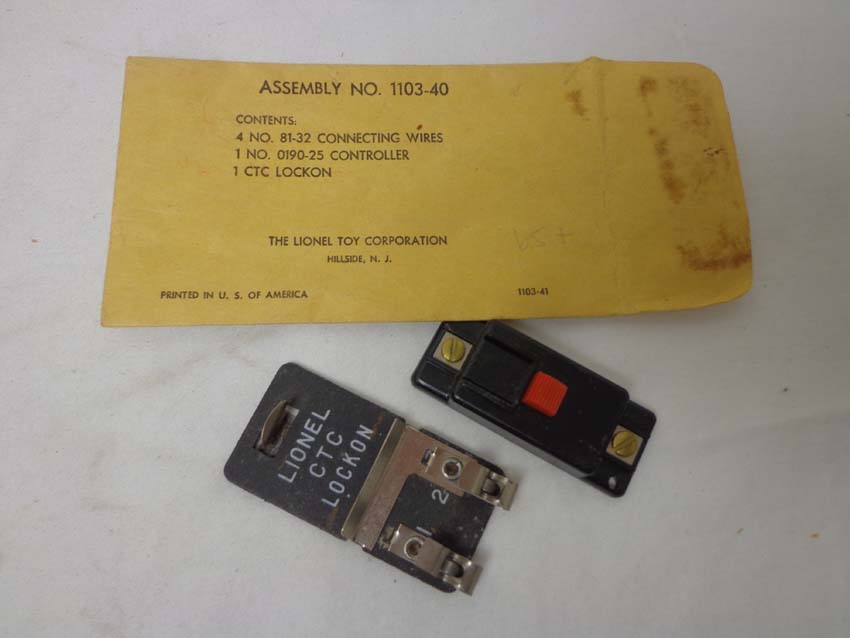 ASSEMBLY NO. 1103-40
CONTENTS:
4 NO. 81-32 CONNECTING WIRES
1 NO. 0190-25 CONTROLLER
1 CTC LOCKON
THE LIONEL TOY CORPORATION
HILLSIDE, N. J.
PRINTED IN U. S. OF AMERICA
1103-41
LIONEL
CTC
LOCKON
2
1